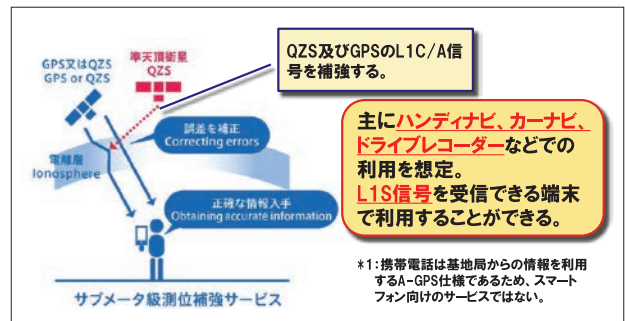 GPS又はQZS
GPS or QZS
準天頂衛星
QZS
QZS及びGPSのL1C/A信
号を補強する。
誤差を補正
Correcting errors
電離層
Ionosphere
正確な情報入手
Obtaining accurate information
サブメータ級測位補強サービス
主にハンディナビ、カーナビ、
ドライブレコーダーなどでの
利用を想定。
L1S信号を受信できる端末
で利用することができる。
*1:携帯電話は基地局からの情報を利用
するA-GPS仕様であるため、スマート
フォン向けのサービスではない。